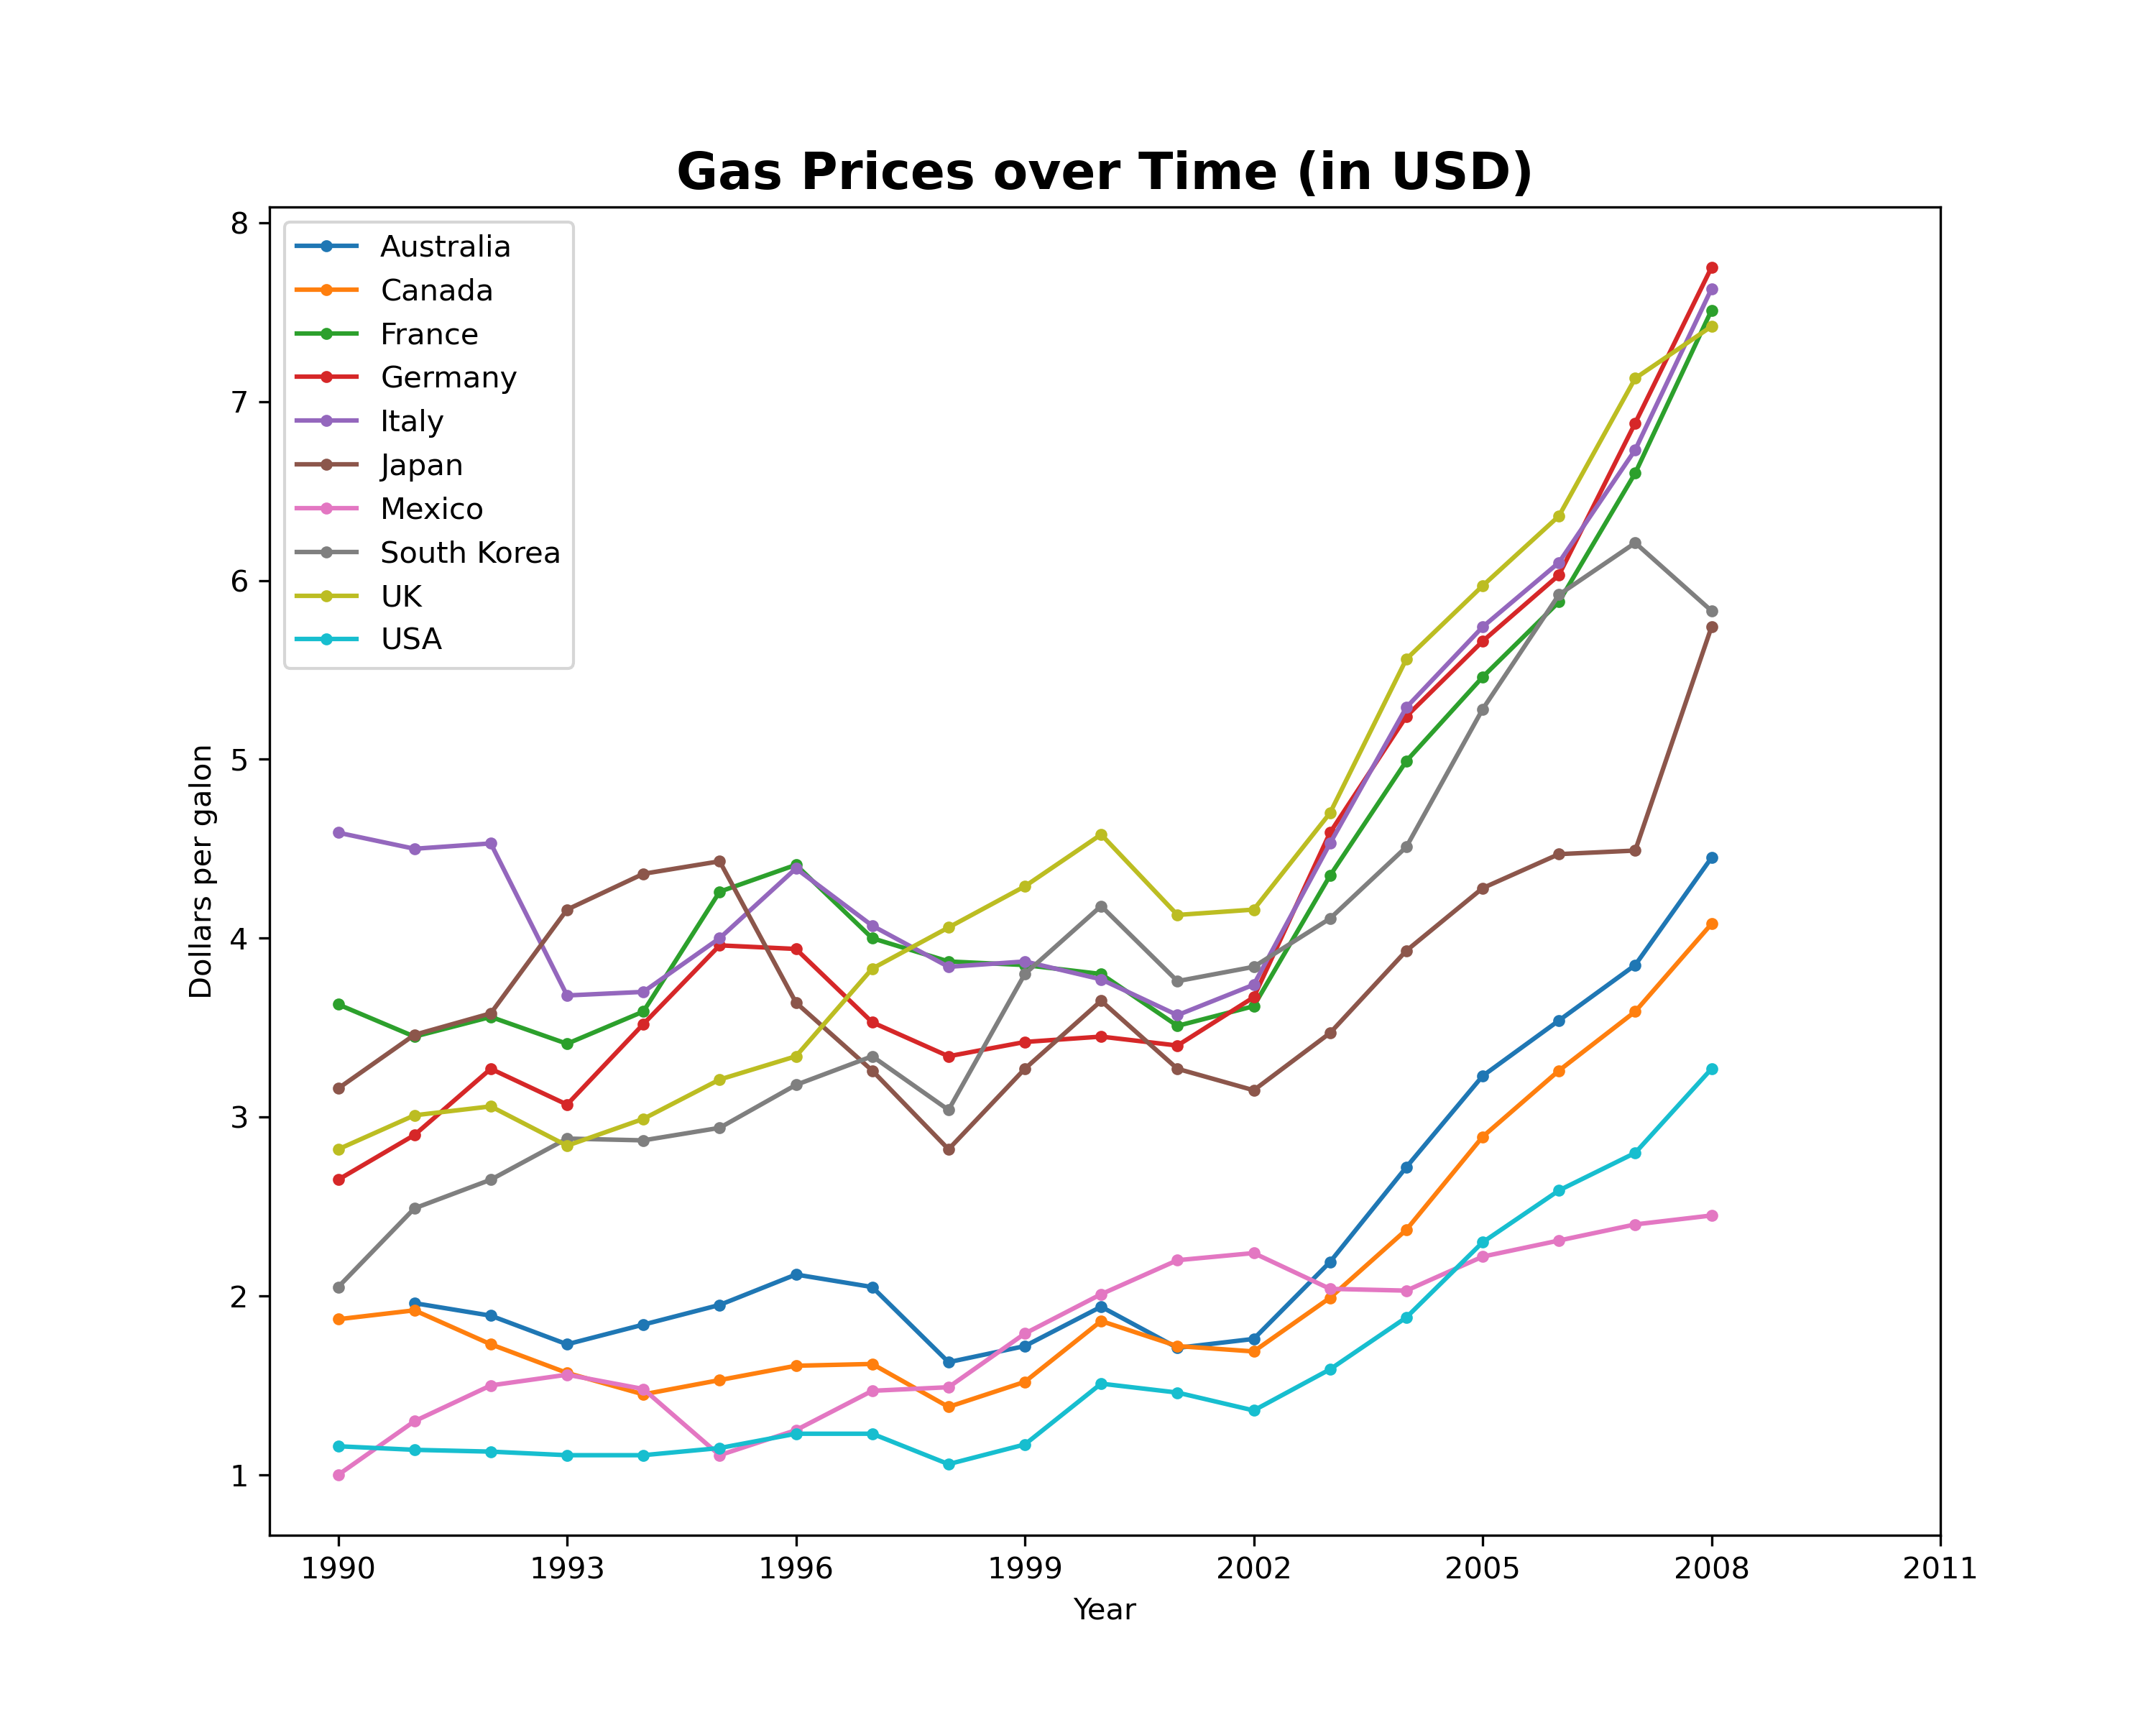 Gas Prices over Time (in USD)
8
7
6
5
4
3
2
1
Dollars per galon
Australia
Canada
France
Germany
Italy
Japan
Mexico
South Korea
UK
USA
1990 1993 1996 1999 2002 2005 2008 2011
Year